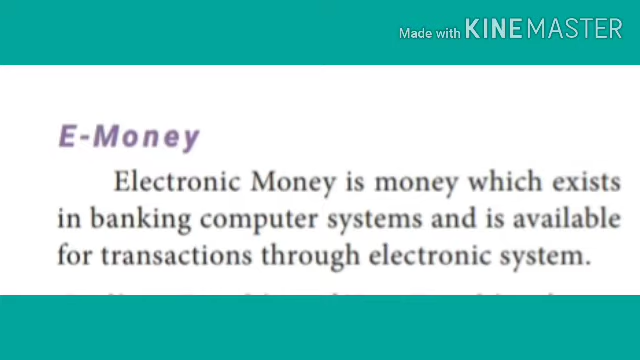 Made with KINEMASTER
E-Money
Electronic Money is money which exists
in banking computer systems and is available
for transactions through electronic system.